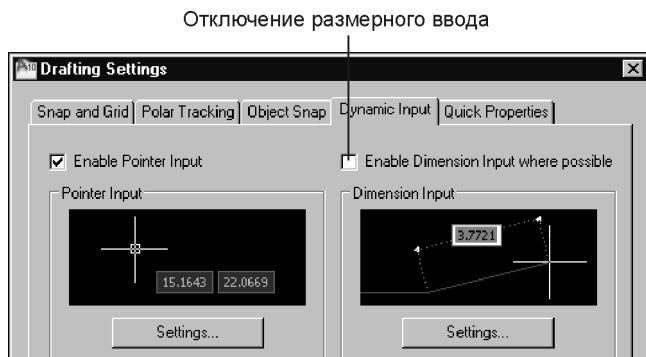 Отключение размерного ввода
Drafting Settings
Snap and Grid Polar Tracking Object Snap Dynamic Input Quick Properties
Enable Pointer Input Enable Dimension Input where possible
Pointer Input Dimension Input
3.7721
15.1643 22.0669
Settings... Settings...